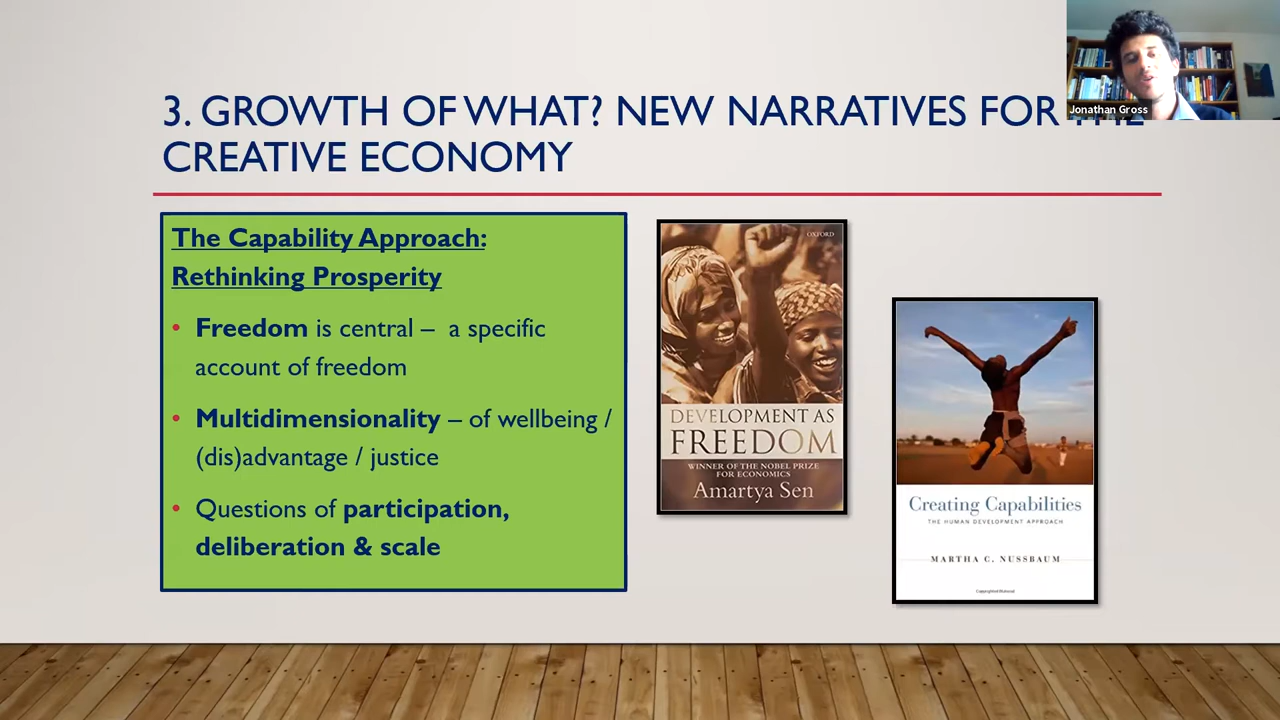 Jonathan Gross
3. GROWTH OF WHAT? NEW NARRATIVES FOR THE
CREATIVE ECONOMY
The Capability Approach:
Rethinking Prosperity
• Freedom is central – a specific
account of freedom
• Multidimensionality – of wellbeing /
(dis)advantage / justice
• Questions of participation,
deliberation & scale
OXFORD
DEVELOPMENT AS
FREEDOM
WINNER OF THE NOBEL PRIZE
FOR ECONOMICS
Amartya Sen
Creating Capabilities
THE HUMAN DEVELOPMENT APPROACH
MARTHA C. NUSSBAUM
Copyrighted Material